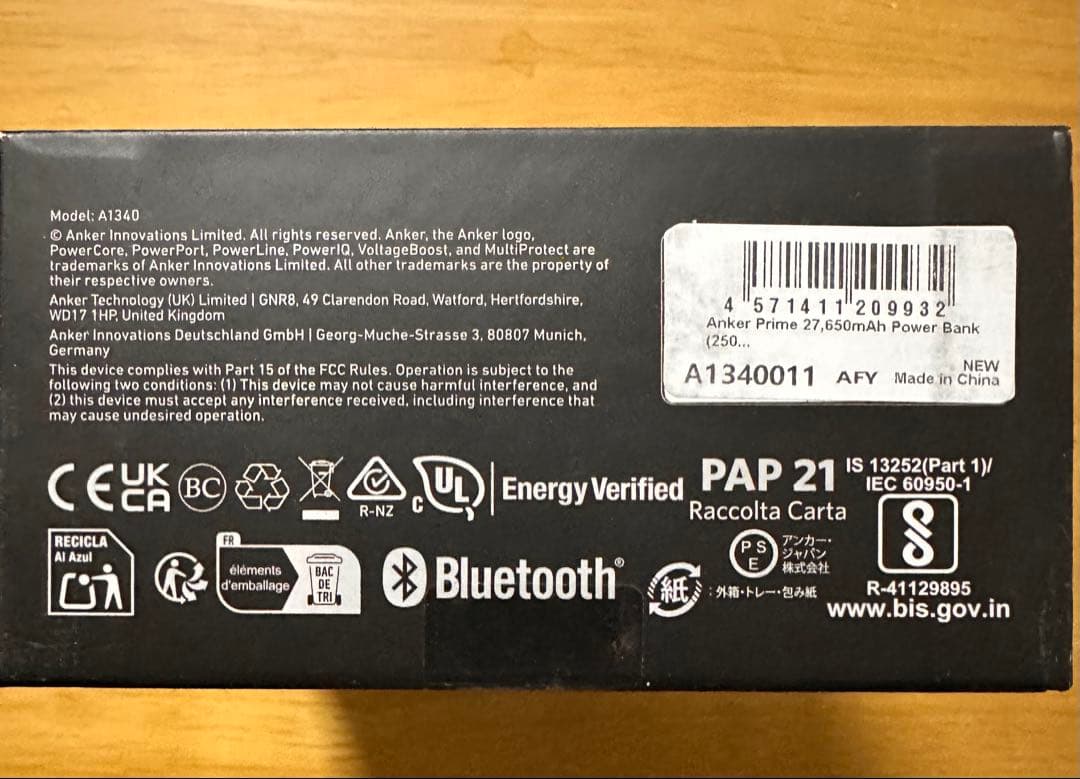 Model: A1340
© Anker Innovations Limited. All rights reserved. Anker, the Anker logo,
PowerCore, PowerPort, PowerLine, PowerIQ, VoltageBoost, and MultiProtect are
trademarks of Anker Innovations Limited. All other trademarks are the property of
their respective owners.
Anker Technology (UK) Limited | GNR8, 49 Clarendon Road, Watford, Hertfordshire,
WD17 1HP, United Kingdom
Anker Innovations Deutschland GmbH | Georg-Muche-Strasse 3, 80807 Munich,
Germany
This device complies with Part 15 of the FCC Rules. Operation is subject to the
following two conditions: (1) This device may not cause harmful interference, and
(2) this device must accept any interference received, including interference that
may cause undesired operation.
4 571411 209932
Anker Prime 27,650mAh Power Bank
(250...
NEW
A1340011 AFY Made in China
CE UK
CA
BC
R-NZ
c UL Energy Verified
PAP 21
Raccolta Carta
IS 13252(Part 1)/
IEC 60950-1
RECICLA
Al Azul
FR
éléments
d'emballage
BAC
DE
TRI
Bluetooth®
紙 : 外箱・トレー・包み紙
PS
E
アンカー・
ジャパン
株式会社
R-41129895
www.bis.gov.in